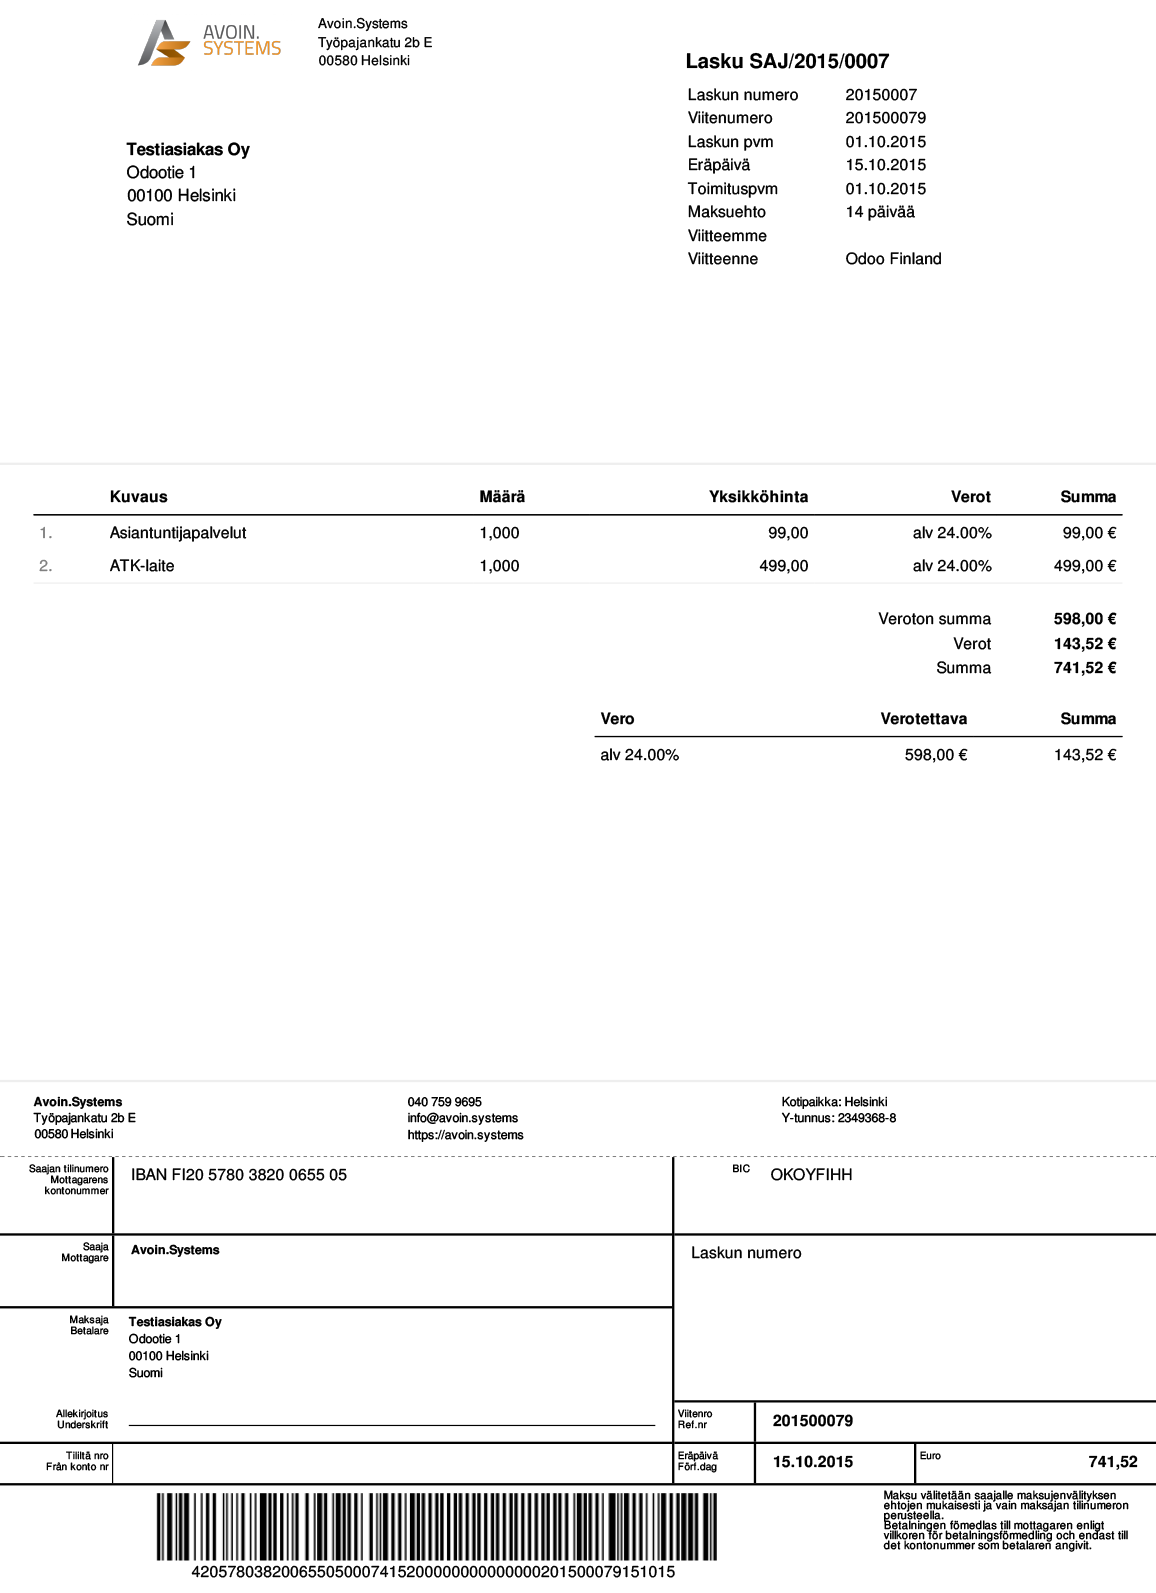 AVOIN.
SYSTEMS
Avoin.Systems
Työpajankatu 2b E
00580 Helsinki
Lasku SAJ/2015/0007
Laskun numero 20150007
Viitenumero 201500079
Laskun pvm 01.10.2015
Eräpäivä 15.10.2015
Toimituspvm 01.10.2015
Maksuehto 14 päivää
Viitteemme
Viitteenne Odoo Finland
Testiasiakas Oy
Odootie 1
00100 Helsinki
Suomi
Kuvaus Määrä Yksikköhinta Verot Summa
1. Asiantuntijapalvelut 1,000 99,00 alv 24.00% 99,00 €
2. ATK-laite 1,000 499,00 alv 24.00% 499,00 €
Veroton summa 598,00 €
Verot 143,52 €
Summa 741,52 €
Vero Verotettava Summa
alv 24.00% 598,00 € 143,52 €
Avoin.Systems
Työpajankatu 2b E
00580 Helsinki
040 759 9695
info@avoin.systems
https://avoin.systems
Kotipaikka: Helsinki
Y-tunnus: 2349368-8
Saajan tilinumero
Mottagarens
kontonummer
IBAN FI20 5780 3820 0655 05
BIC OKOYFIHH
Saaja
Mottagare
Avoin.Systems
Laskun numero
Maksaja
Betalare
Testiasiakas Oy
Odootie 1
00100 Helsinki
Suomi
Allekirjoitus
Underskrift
Viitenro
Ref.nr
201500079
Tililtä nro
Från konto nr
Eräpäivä
Förf.dag
15.10.2015
Euro 741,52
Maksu välitetään saajalle maksujenvälityksen
ehtojen mukaisesti ja vain maksajan tilinumeron
perusteella.
Betalningen fömedlas till mottagaren enligt
villkoren för betalningsförmedling och endast till
det kontonummer som betalaren angivit.
420578038200655050007415200000000000000201500079151015